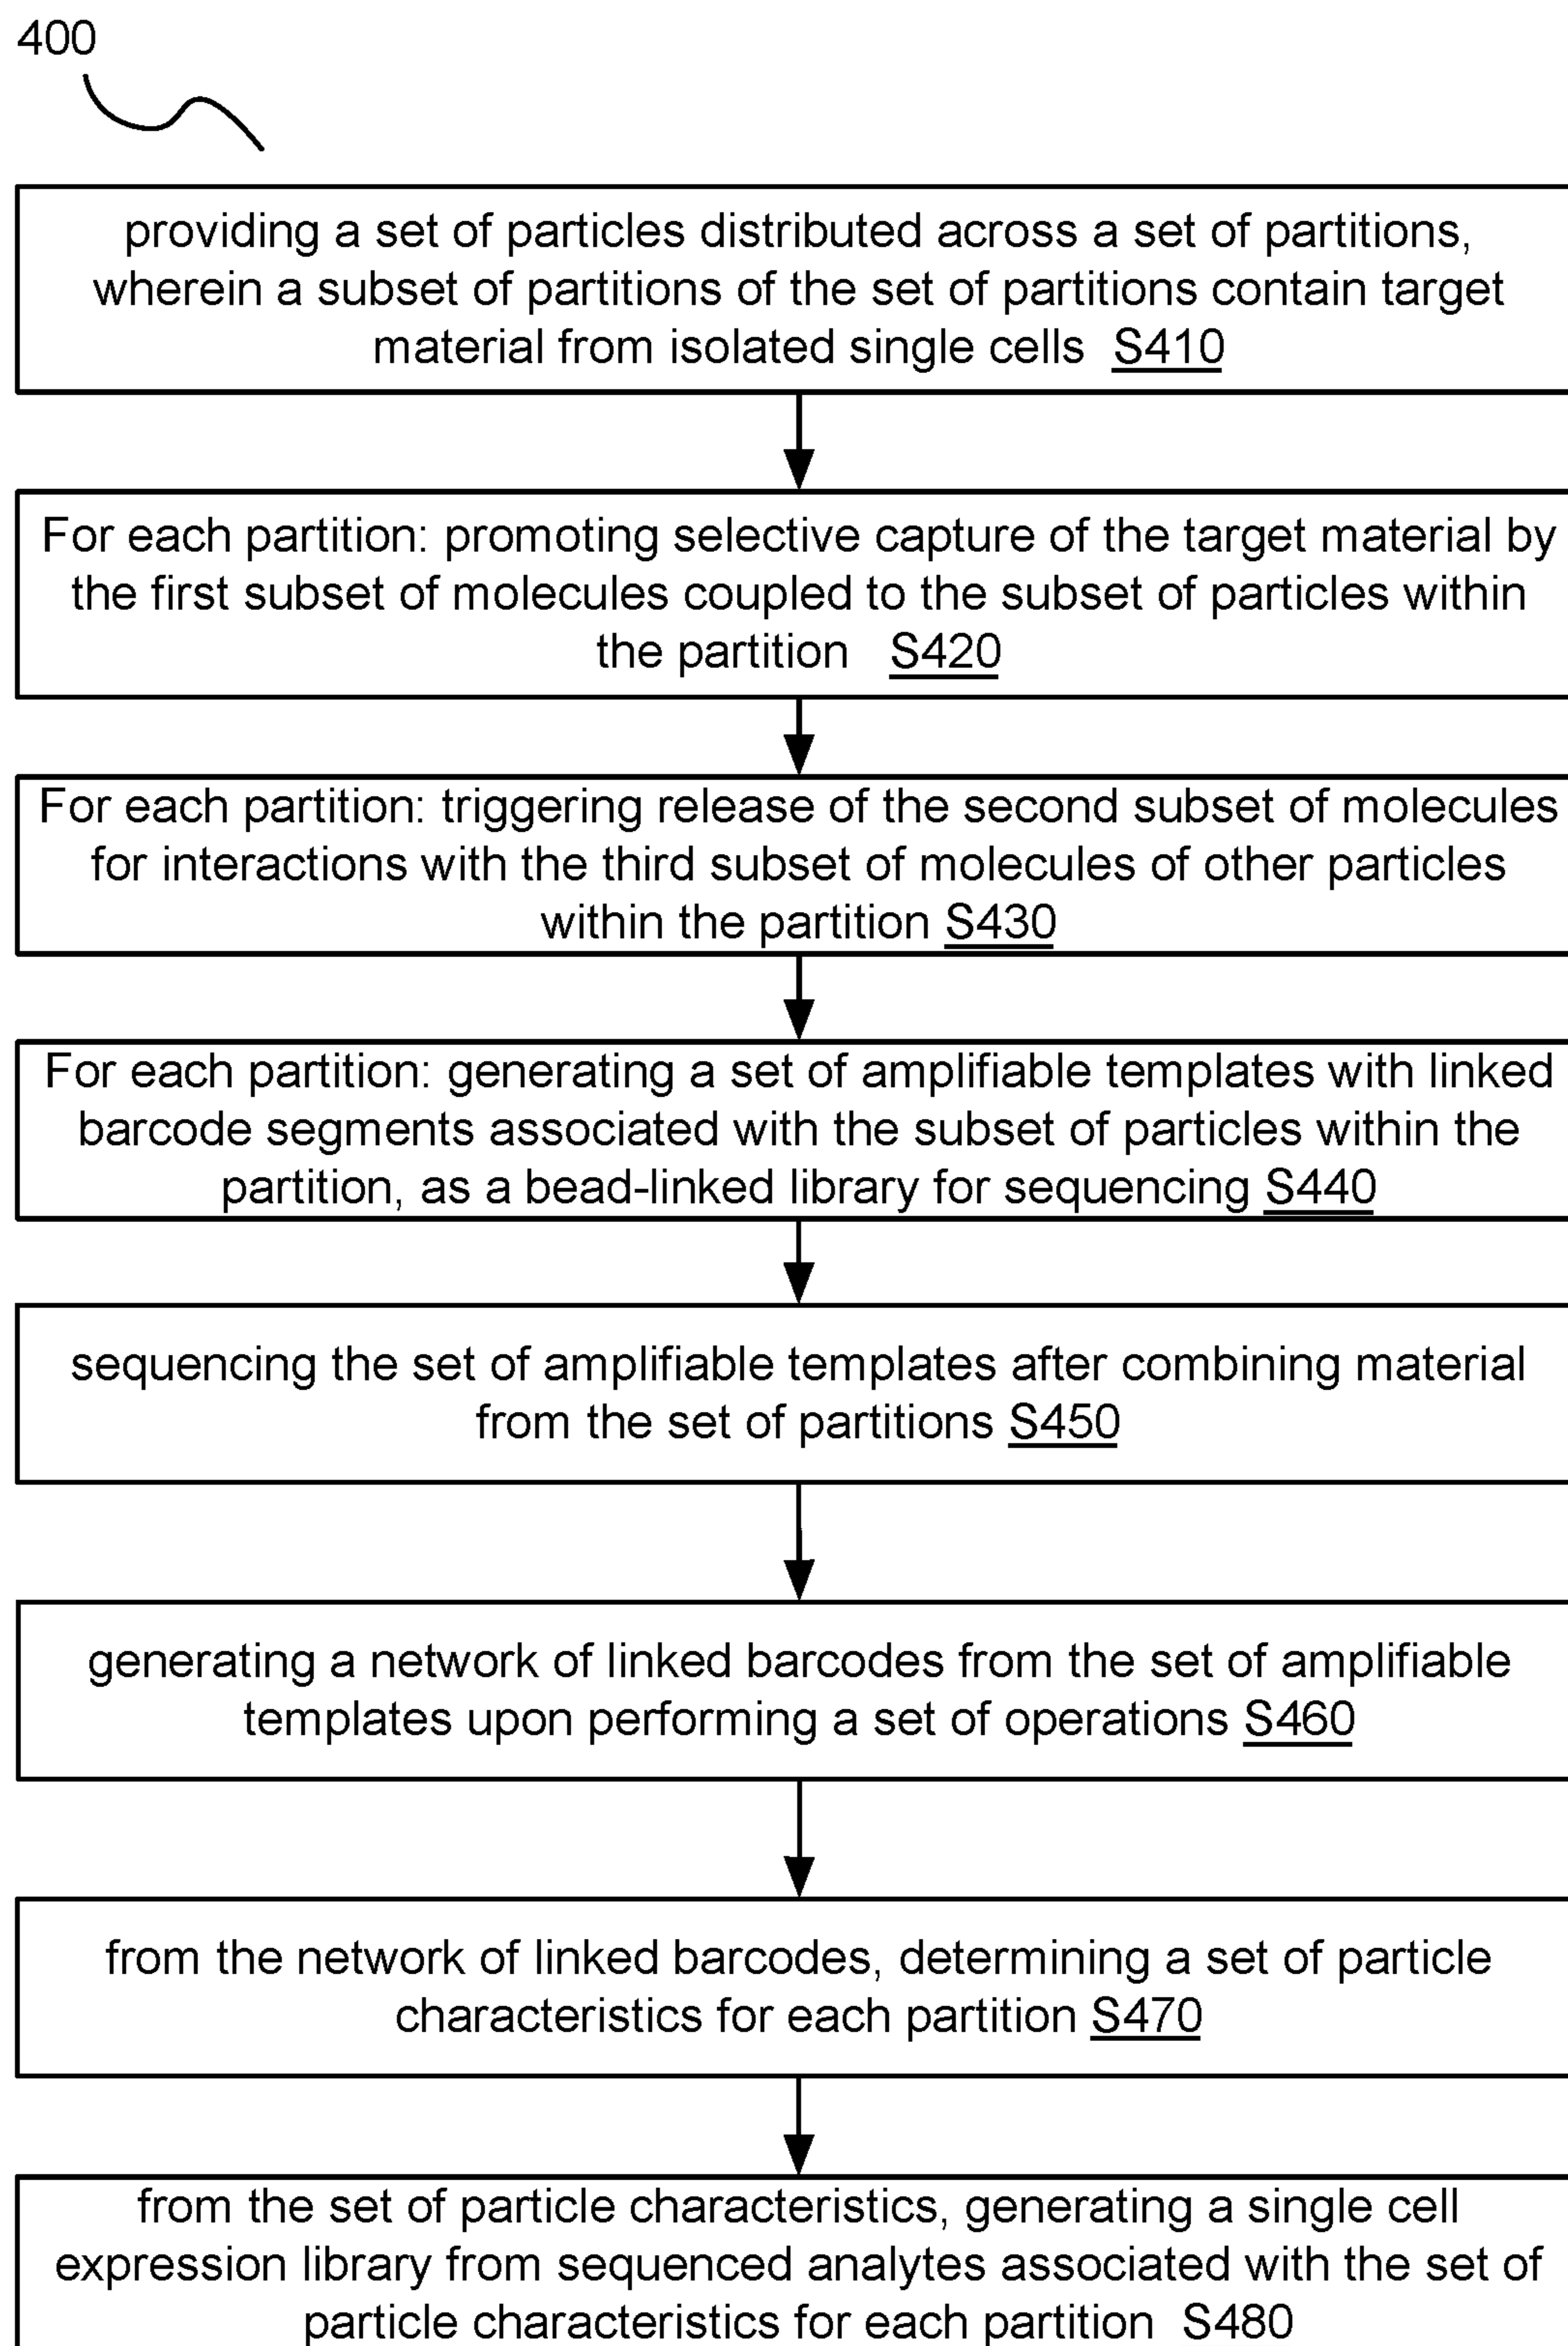 400
providing a set of particles distributed across a set of partitions,
wherein a subset of partitions of the set of partitions contain target
material from isolated single cells S410
For each partition: promoting selective capture of the target material by
the first subset of molecules coupled to the subset of particles within
the partition S420
For each partition: triggering release of the second subset of molecules
for interactions with the third subset of molecules of other particles
within the partition S430
For each partition: generating a set of amplifiable templates with linked
barcode segments associated with the subset of particles within the
partition, as a bead-linked library for sequencing S440
sequencing the set of amplifiable templates after combining material
from the set of partitions S450
generating a network of linked barcodes from the set of amplifiable
templates upon performing a set of operations S460
from the network of linked barcodes, determining a set of particle
characteristics for each partition S470
from the set of particle characteristics, generating a single cell
expression library from sequenced analytes associated with the set of
particle characteristics for each partition S480